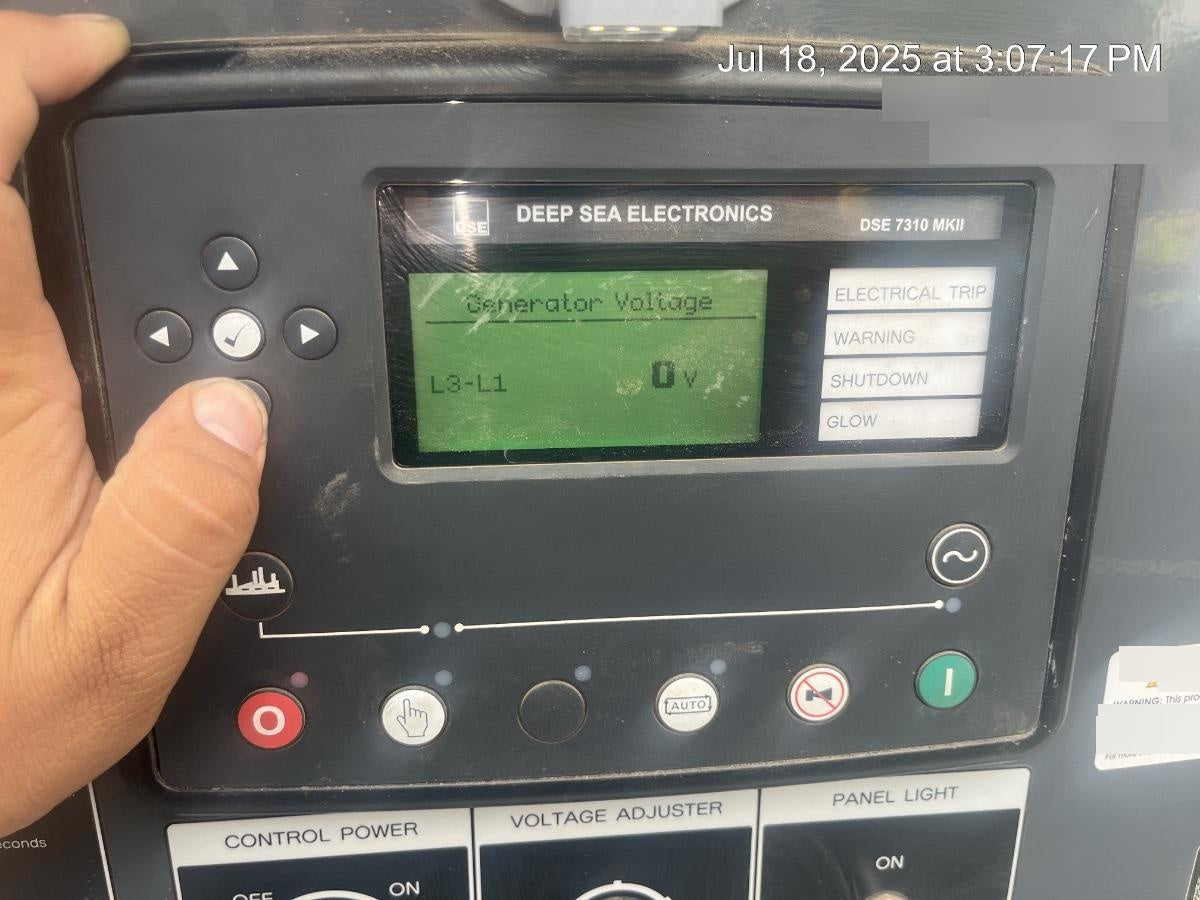 Jul 18, 2025 at 3:07:17 PM
DSE
DEEP SEA ELECTRONICS
DSE 7310 MKII
Generator Voltage
L3-L1
0 V
ELECTRICAL TRIP
WARNING
SHUTDOWN
GLOW
O
AUTO
I
WARNING: This pro
For more
econds
CONTROL POWER
OFF
ON
VOLTAGE ADJUSTER
PANEL LIGHT
ON